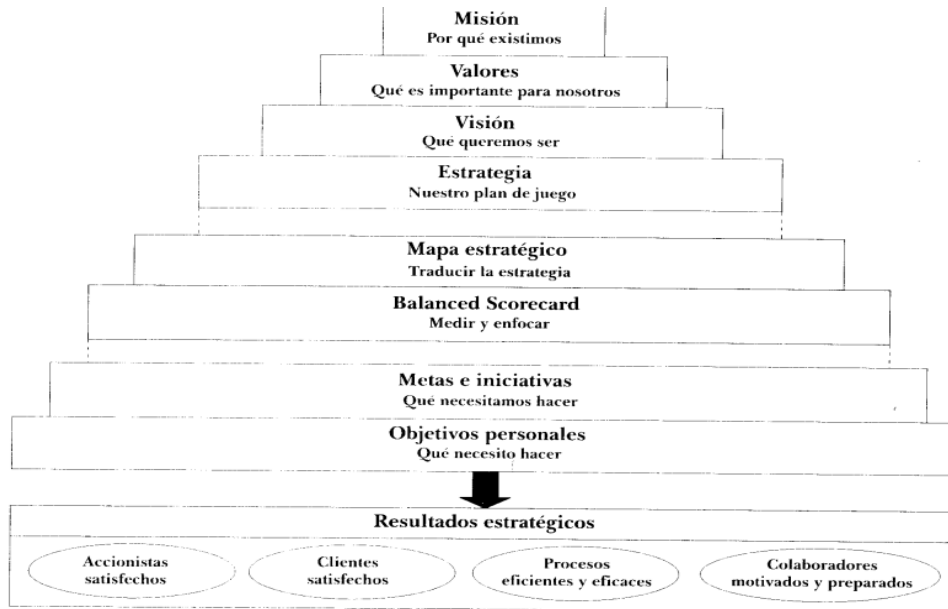 Misión
Por qué existimos
Valores
Qué es importante para nosotros
Visión
Qué queremos ser
Estrategia
Nuestro plan de juego
Mapa estratégico
Traducir la estrategia
Balanced Scorecard
Medir y enfocar
Metas e iniciativas
Qué necesitamos hacer
Objetivos personales
Qué necesito hacer
Resultados estratégicos
Accionistas
satisfechos
Clientes
satisfechos
Procesos
eficientes y eficaces
Colaboradores
motivados y preparados